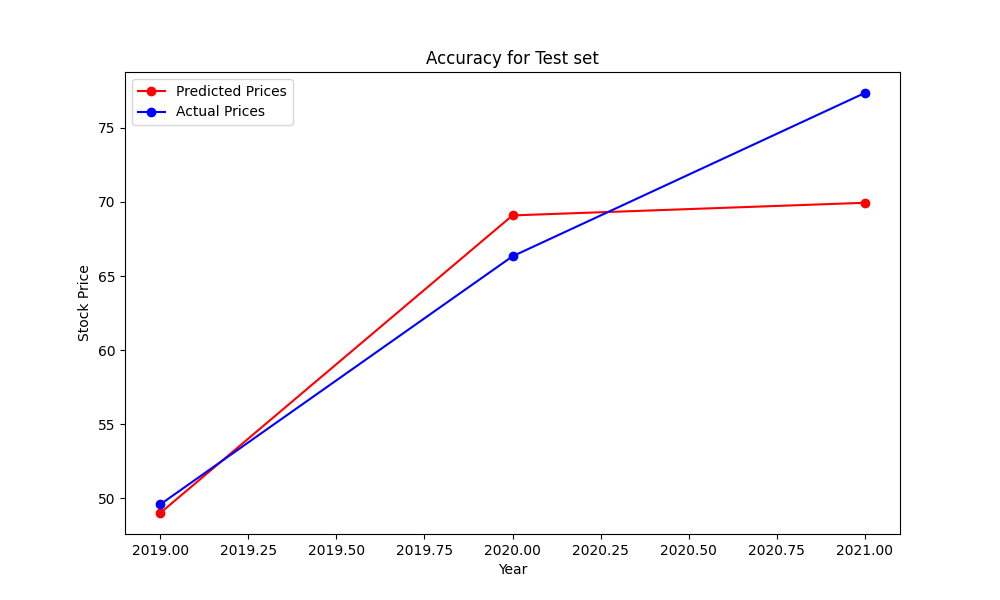 Accuracy for Test set
Predicted Prices
Actual Prices
Stock Price
75
70
65
60
55
50
2019.00 2019.25 2019.50 2019.75 2020.00 2020.25 2020.50 2020.75 2021.00
Year